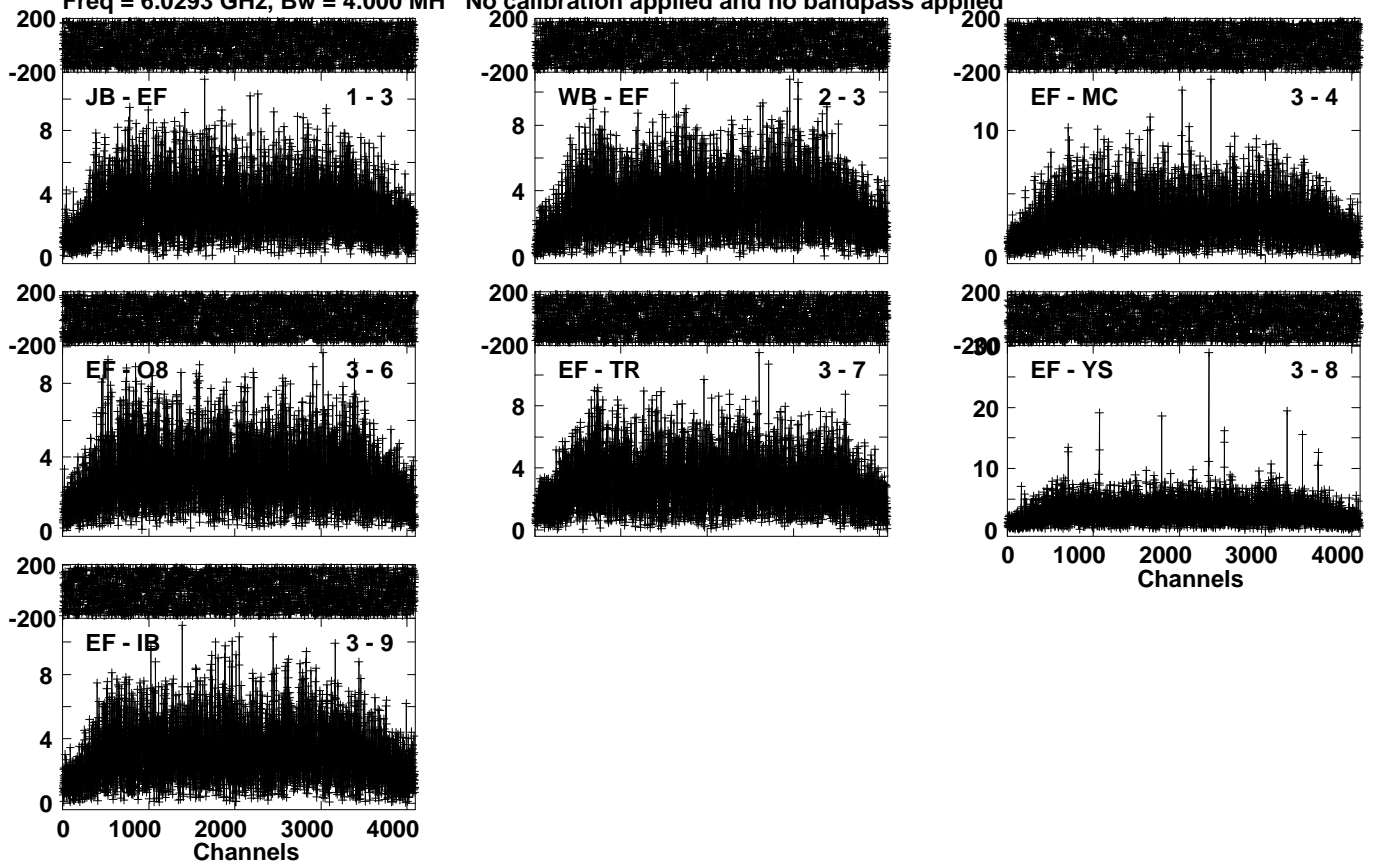 Freq = 6.0293 GHz, Bw = 4.000 MH No calibration applied and no bandpass applied
200
-200
JB - EF 1 - 3
8
4
0
200
-200
WB - EF 2 - 3
8
4
0
200
-200
EF - MC 3 - 4
10
0
200
-200
EF - O8 3 - 6
8
4
0
200
-200
EF - TR 3 - 7
8
4
0
200
-200
30
EF - YS 3 - 8
20
10
0
0 1000 2000 3000 4000
Channels
200
-200
EF - IB 3 - 9
8
4
0
0 1000 2000 3000 4000
Channels